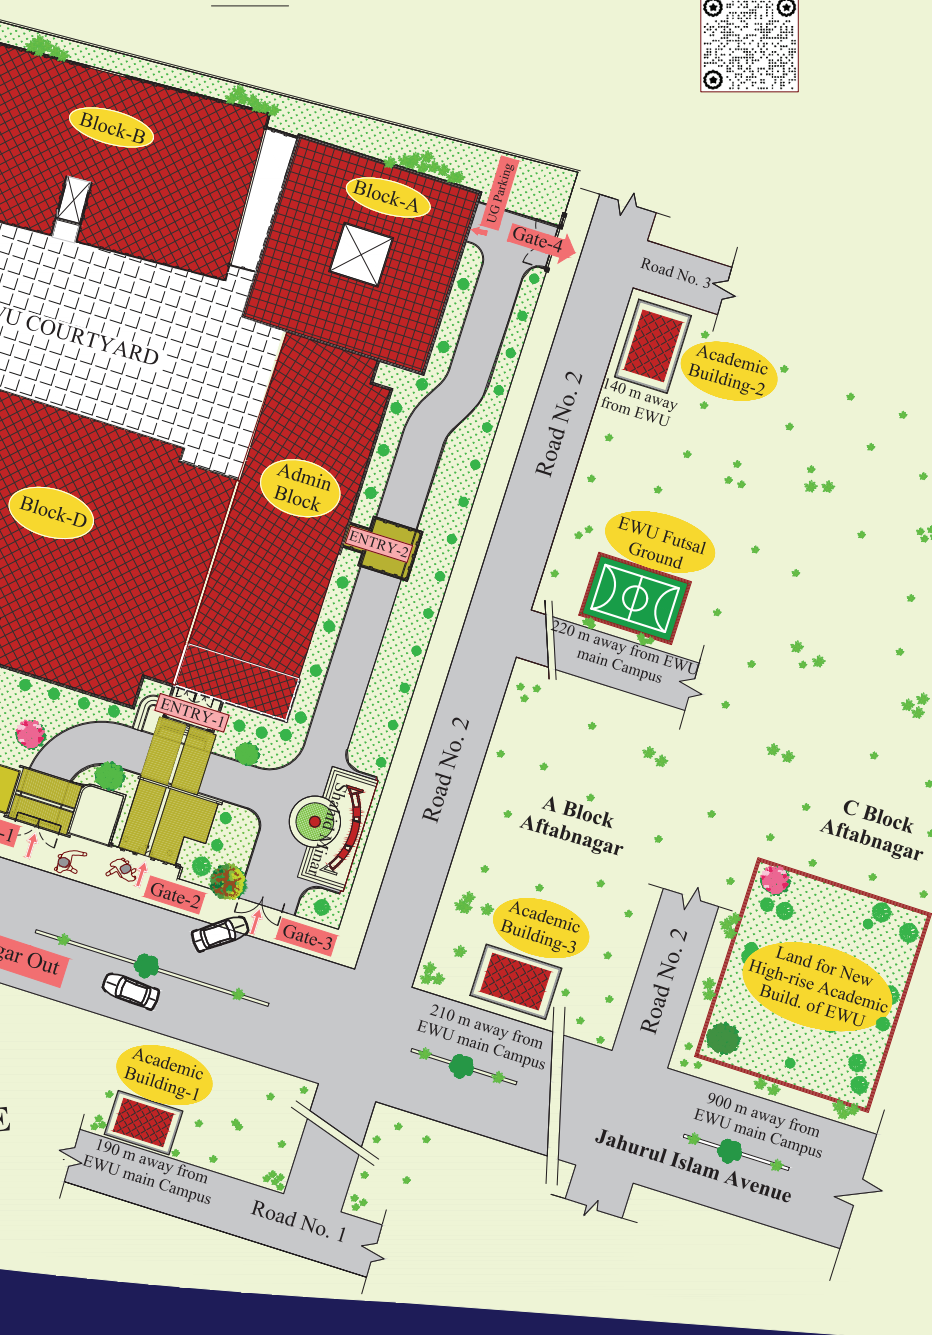 Block-B
Block-A
UG Parking
Gate-4
Road No. 3
COURTYARD
Academic
Building-2
140 m away
from EWU
Road No. 2
Admin
Block
Block-D
ENTRY-2
EWU Futsal
Ground
220 m away from EWU
main Campus
ENTRY-1
Road No. 2
Shahid Minar
A Block
Aftabnagar
C Block
Aftabnagar
-1
Gate-2
Gate-3
gar Out
Academic
Building-3
Road No. 2
Land for New
High-rise Academic
Build. of EWU
210 m away from
EWU main Campus
900 m away from
EWU main Campus
Jahurul Islam Avenue
Academic
Building-1
E
190 m away from
EWU main Campus
Road No. 1